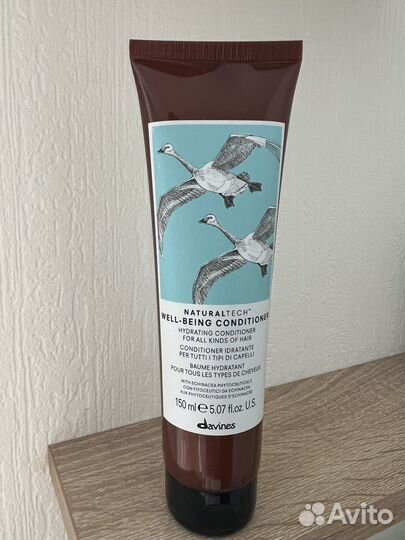 NATURALTECH™
WELL-BEING CONDITIONER
HYDRATING CONDITIONER
FOR ALL KINDS OF HAIR
CONDITIONER IDRATANTE
PER TUTTI I TIPI DI CAPELLI
BAUME HYDRATANT
POUR TOUS LES TYPES DE CHEVEUX
WITH ECHINACEA PHYTOCEUTICALS
CON FITOCEUTICI DA ECHINACEA
AUX PHYTOCEUTIQUES D'ECHINACEE
150 ml ℮ 5.07 fl.oz. U.S.
davines
Avito